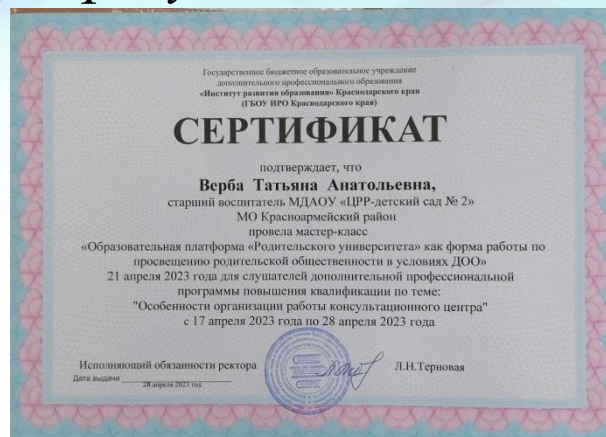 Государственное бюджетное образовательное учреждение
дополнительного профессионального образования
«Институт развития образования» Краснодарского края
(ГБОУ ИРО Краснодарского края)
СЕРТИФИКАТ
подтверждает, что
Верба Татьяна Анатольевна,
старший воспитатель МДАОУ «ЦРР-детский сад № 2»
МО Красноармейский район
провела мастер-класс
«Образовательная платформа «Родительского университета» как форма работы по
просвещению родительской общественности в условиях ДОО»
21 апреля 2023 года для слушателей дополнительной профессиональной
программы повышения квалификации по теме:
"Особенности организации работы консультационного центра"
с 17 апреля 2023 года по 28 апреля 2023 года
Исполняющий обязанности ректора Л.Н.Терновая
Дата выдачи
28 апреля 2023 год